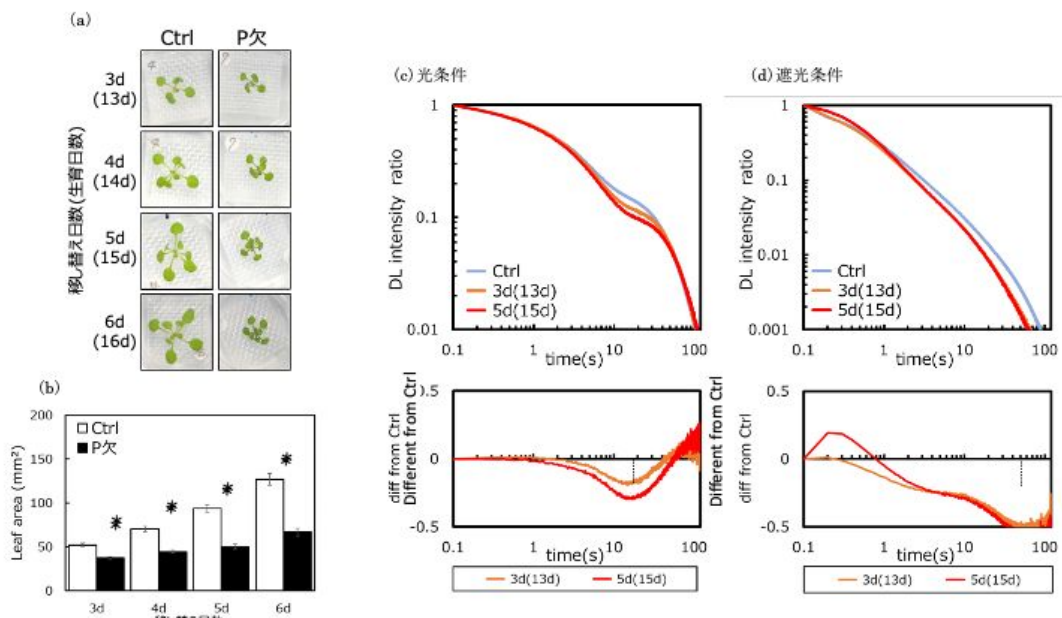 (a)
Ctrl P欠
移し替え日数(生育日数)
3d
(13d)
4d
(14d)
5d
(15d)
6d
(16d)
(b)
Leaf area (mm²)
200
150
100
50
0
Ctrl
P欠
* * * *
3d 4d 5d 6d
(c) 光条件
DL intensity ratio
1
0.1
0.01
Ctrl
3d(13d)
5d(15d)
0.1 1 10 100
time(s)
diff from Ctrl
Different from Ctrl
0.5
0
-0.5
0.1 1 10 100
time(s)
3d(13d) 5d(15d)
(d) 遮光条件
DL intensity ratio
1
0.1
0.01
0.001
Ctrl
3d(13d)
5d(15d)
0.1 1 10 100
time(s)
Different from Ctrl
diff from Ctrl
0.5
0
-0.5
0.1 1 10 100
time(s)
3d(13d) 5d(15d)